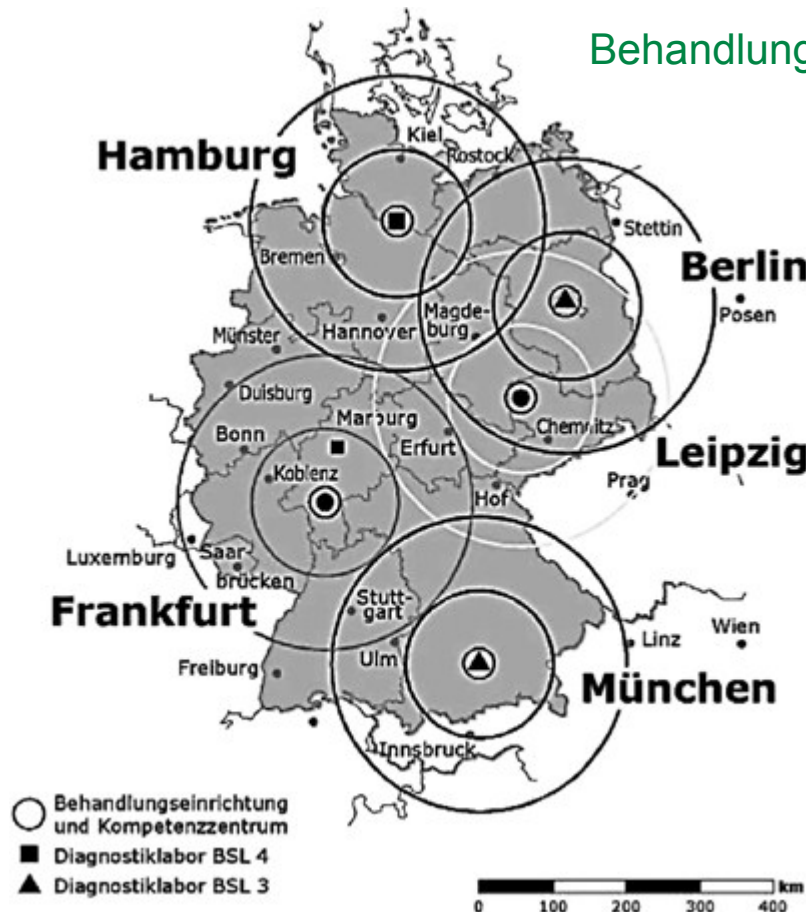 Behandlung
Kiel
Hamburg
Rostock
Stettin
Bremen
Berlin
Posen
Magde-
burg
Hannover
Münster
Duisburg
Marburg
Chemnitz
Bonn
Erfurt
Leipzig
Koblenz
Prag
Hof
Luxemburg
Saar-
brücken
Frankfurt
Stutt-
gart
Ulm
Linz
Wien
Freiburg
München
Innsbruck
Behandlungseinrichtung
und Kompetenzzentrum
Diagnostiklabor BSL 4
Diagnostiklabor BSL 3
km
0 100 200 300 400